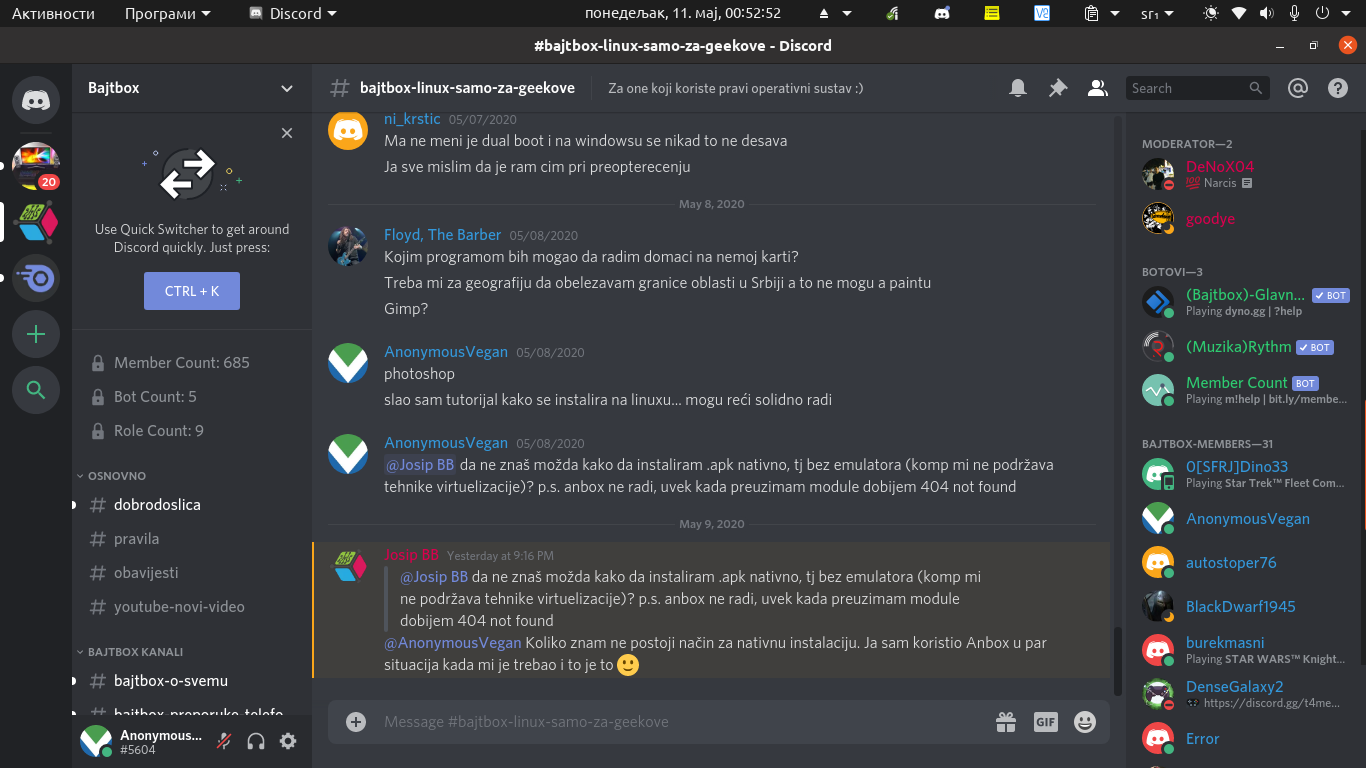 Активности Програми Discord понедељак, 11. мај, 00:52:52 sr₁
#bajtbox-linux-samo-za-geekove - Discord
Bajtbox
# bajtbox-linux-samo-za-geekove Za one koji koriste pravi operativni sustav :) Search
20
Use Quick Switcher to get around
Discord quickly. Just press:
CTRL + K
Member Count: 685
Bot Count: 5
Role Count: 9
OSNOVNO
# dobrodoslica
# pravila
# obavijesti
# youtube-novi-video
BAJTBOX KANALI
# bajtbox-o-svemu
# bajtbox-preporuke-telefo
Anonymous...
#5604
ni_krstic 05/07/2020
Ma ne meni je dual boot i na windowsu se nikad to ne desava
Ja sve mislim da je ram cim pri preopterecenju
May 8, 2020
Floyd, The Barber 05/08/2020
Kojim programom bih mogao da radim domaci na nemoj karti?
Treba mi za geografiju da obelezavam granice oblasti u Srbiji a to ne mogu a paintu
Gimp?
AnonymousVegan 05/08/2020
photoshop
slao sam tutorijal kako se instalira na linuxu... mogu reći solidno radi
AnonymousVegan 05/08/2020
@Josip BB da ne znaš možda kako da instaliram .apk nativno, tj bez emulatora (komp mi ne podržava
tehnike virtuelizacije)? p.s. anbox ne radi, uvek kada preuzimam module dobijem 404 not found
May 9, 2020
Josip BB Yesterday at 9:16 PM
@Josip BB da ne znaš možda kako da instaliram .apk nativno, tj bez emulatora (komp mi
ne podržava tehnike virtuelizacije)? p.s. anbox ne radi, uvek kada preuzimam module
dobijem 404 not found
@AnonymousVegan Koliko znam ne postoji način za nativnu instalaciju. Ja sam koristio Anbox u par
situacija kada mi je trebao i to je to 🙂
Message #bajtbox-linux-samo-za-geekove GIF
MODERATOR—2
DeNoX04
💯 Narcis
goodye
BOTOVI—3
(Bajtbox)-Glavn... BOT
Playing dyno.gg | ?help
(Muzika)Rythm BOT
Member Count BOT
Playing m!help | bit.ly/membe...
BAJTBOX-MEMBERS—31
0[SFRJ]Dino33
Playing Star Trek™ Fleet Com...
AnonymousVegan
autostoper76
BlackDwarf1945
burekmasni
Playing STAR WARS™ Knight...
DenseGalaxy2
https://discord.gg/t4me...
Error